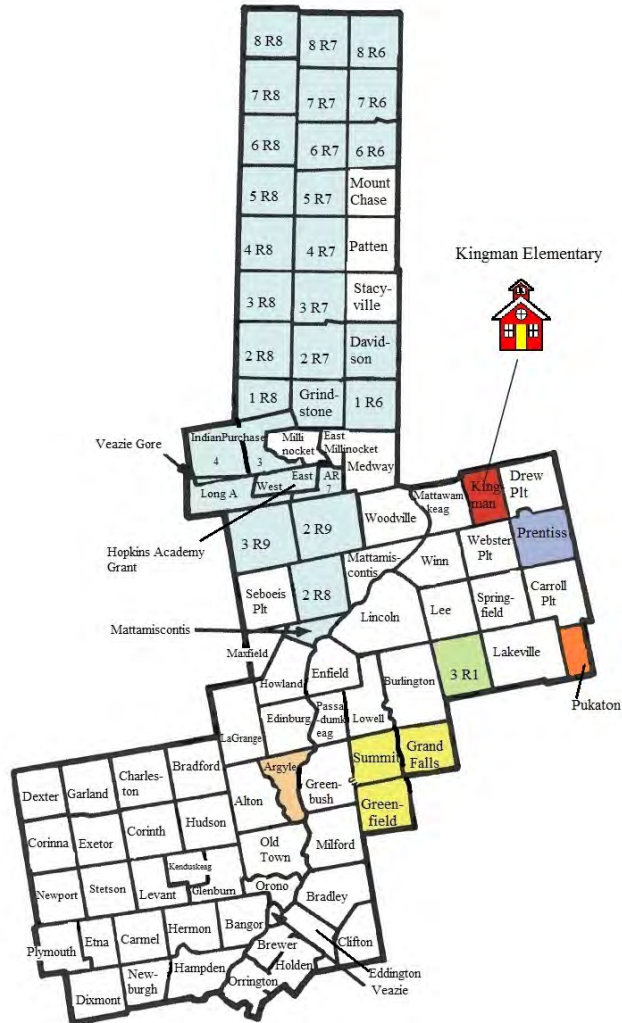 8 R8
8 R7
8 R6
7 R8
7 R7
7 R6
6 R8
6 R7
6 R6
5 R8
5 R7
Mount
Chase
4 R8
4 R7
Patten
Kingman Elementary
3 R8
3 R7
Stacy-
ville
2 R8
2 R7
David-
son
1 R8
Grind-
stone
1 R6
Veazie Gore
IndianPurchase
4
3
Milli
nocket
East
Millinocket
Medway
Long A
West
East
AR
7
Hopkins Academy
Grant
3 R9
2 R9
Woodville
Mattawam
keag
King-
man
Drew
Plt
Prentiss
Webster
Plt
Winn
Mattamis-
contis
Seboeis
Plt
2 R8
Mattamiscontis
Lincoln
Lee
Spring-
field
Carroll
Plt
Maxfield
Howland
Enfield
Burlington
3 R1
Lakeville
Pukaton
LaGrange
Edinburg
Passa
-dumk
eag
Lowell
Summit
Grand
Falls
Green-
field
Argyle
Green-
bush
Alton
Dexter
Garland
Charles-
ton
Bradford
Corinna
Exetor
Corinth
Hudson
Old
Town
Milford
Kenduskeag
Newport
Stetson
Levant
Glenburn
Orono
Bradley
Plymouth
Etna
Carmel
Hermon
Bangor
Brewer
Holden
Clifton
Eddington
Veazie
Dixmont
New-
burgh
Hampden
Orrington